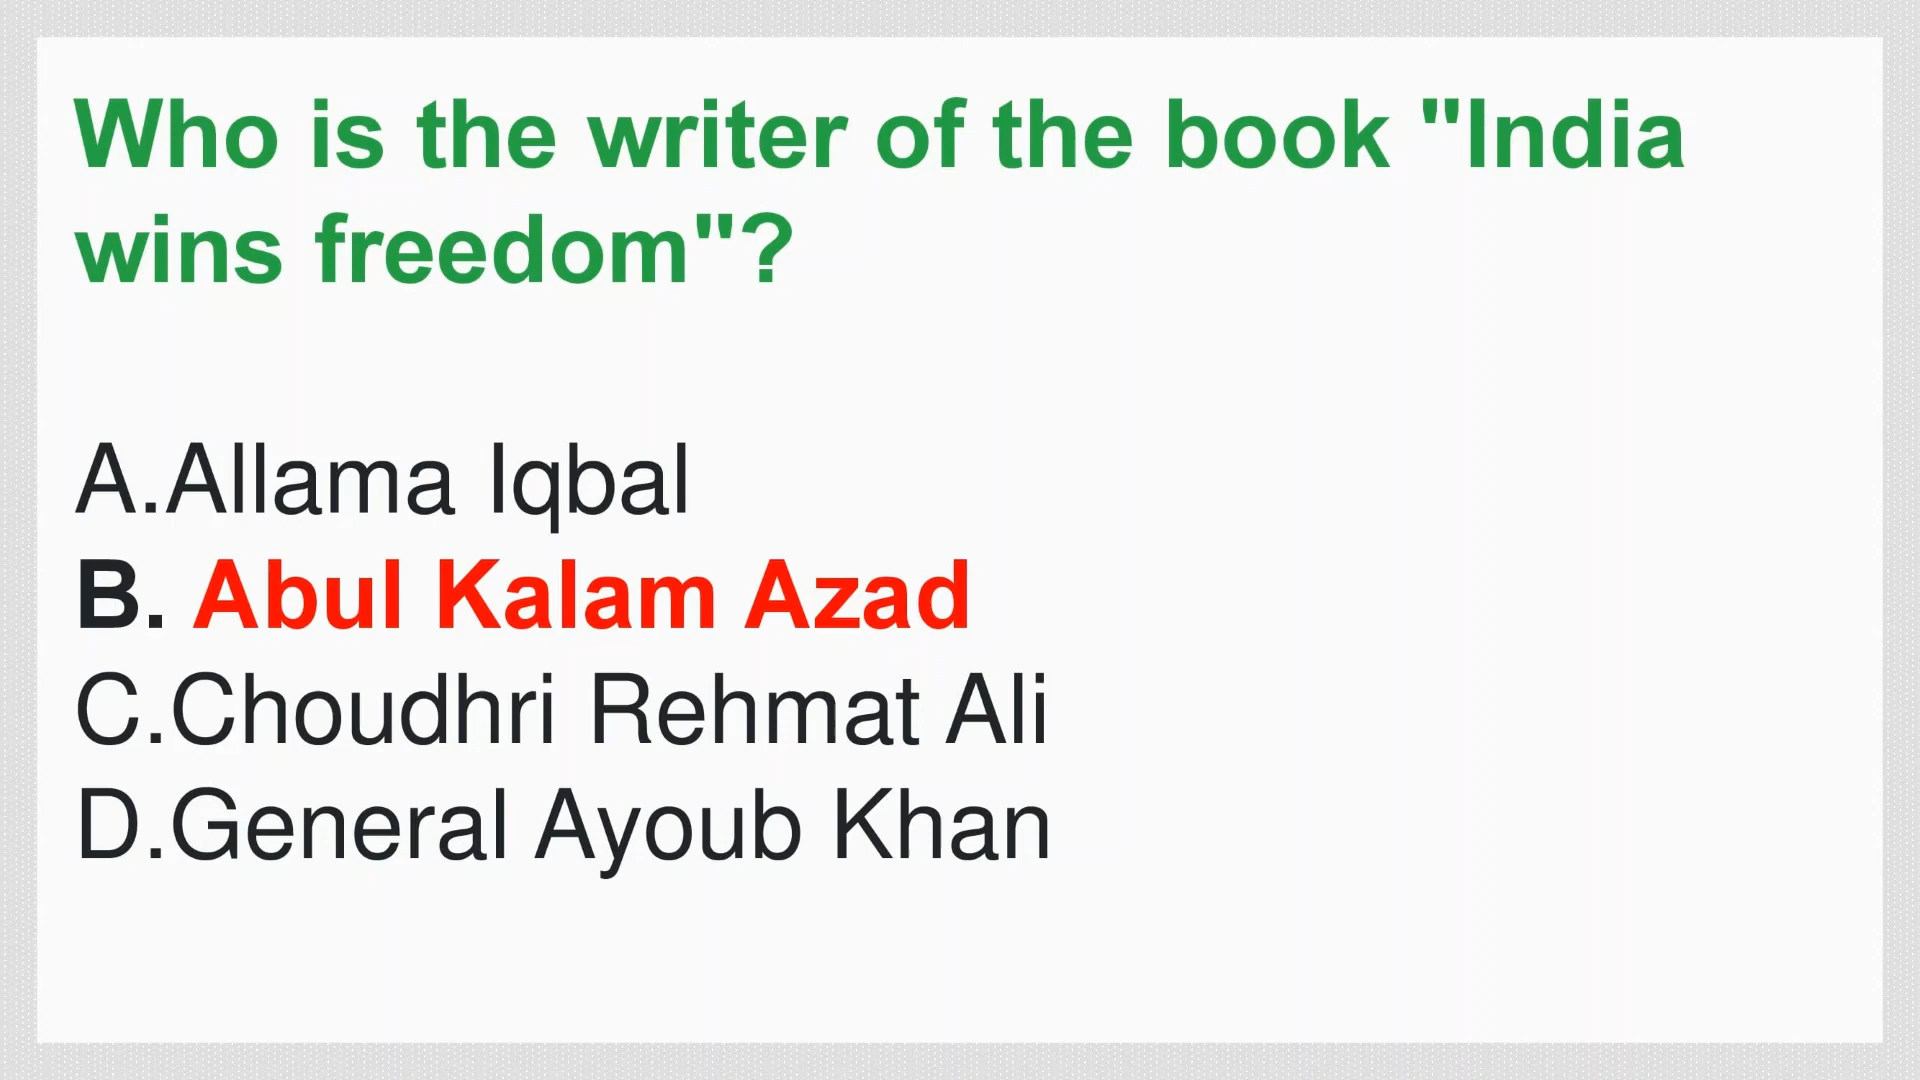 Who is the writer of the book "India
wins freedom"?
A.Allama Iqbal
B. Abul Kalam Azad
C.Choudhri Rehmat Ali
D.General Ayoub Khan